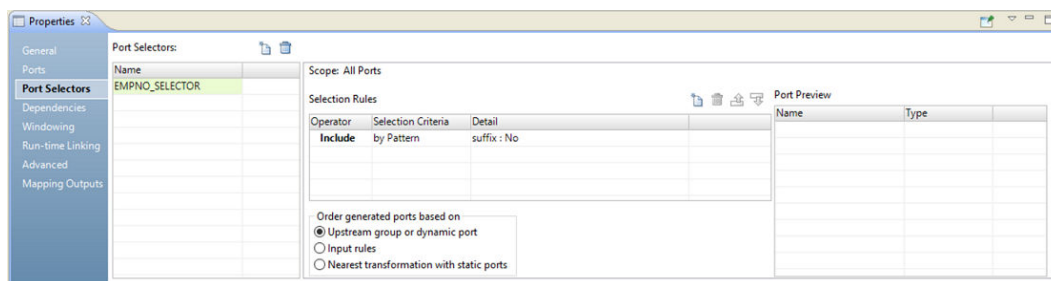 Properties
General
Ports
Port Selectors
Dependencies
Windowing
Run-time Linking
Advanced
Mapping Outputs
Port Selectors:
Name
EMPNO_SELECTOR
Scope: All Ports
Selection Rules
Operator Selection Criteria Detail
Include by Pattern suffix : No
Order generated ports based on
Upstream group or dynamic port
Input rules
Nearest transformation with static ports
Port Preview
Name Type